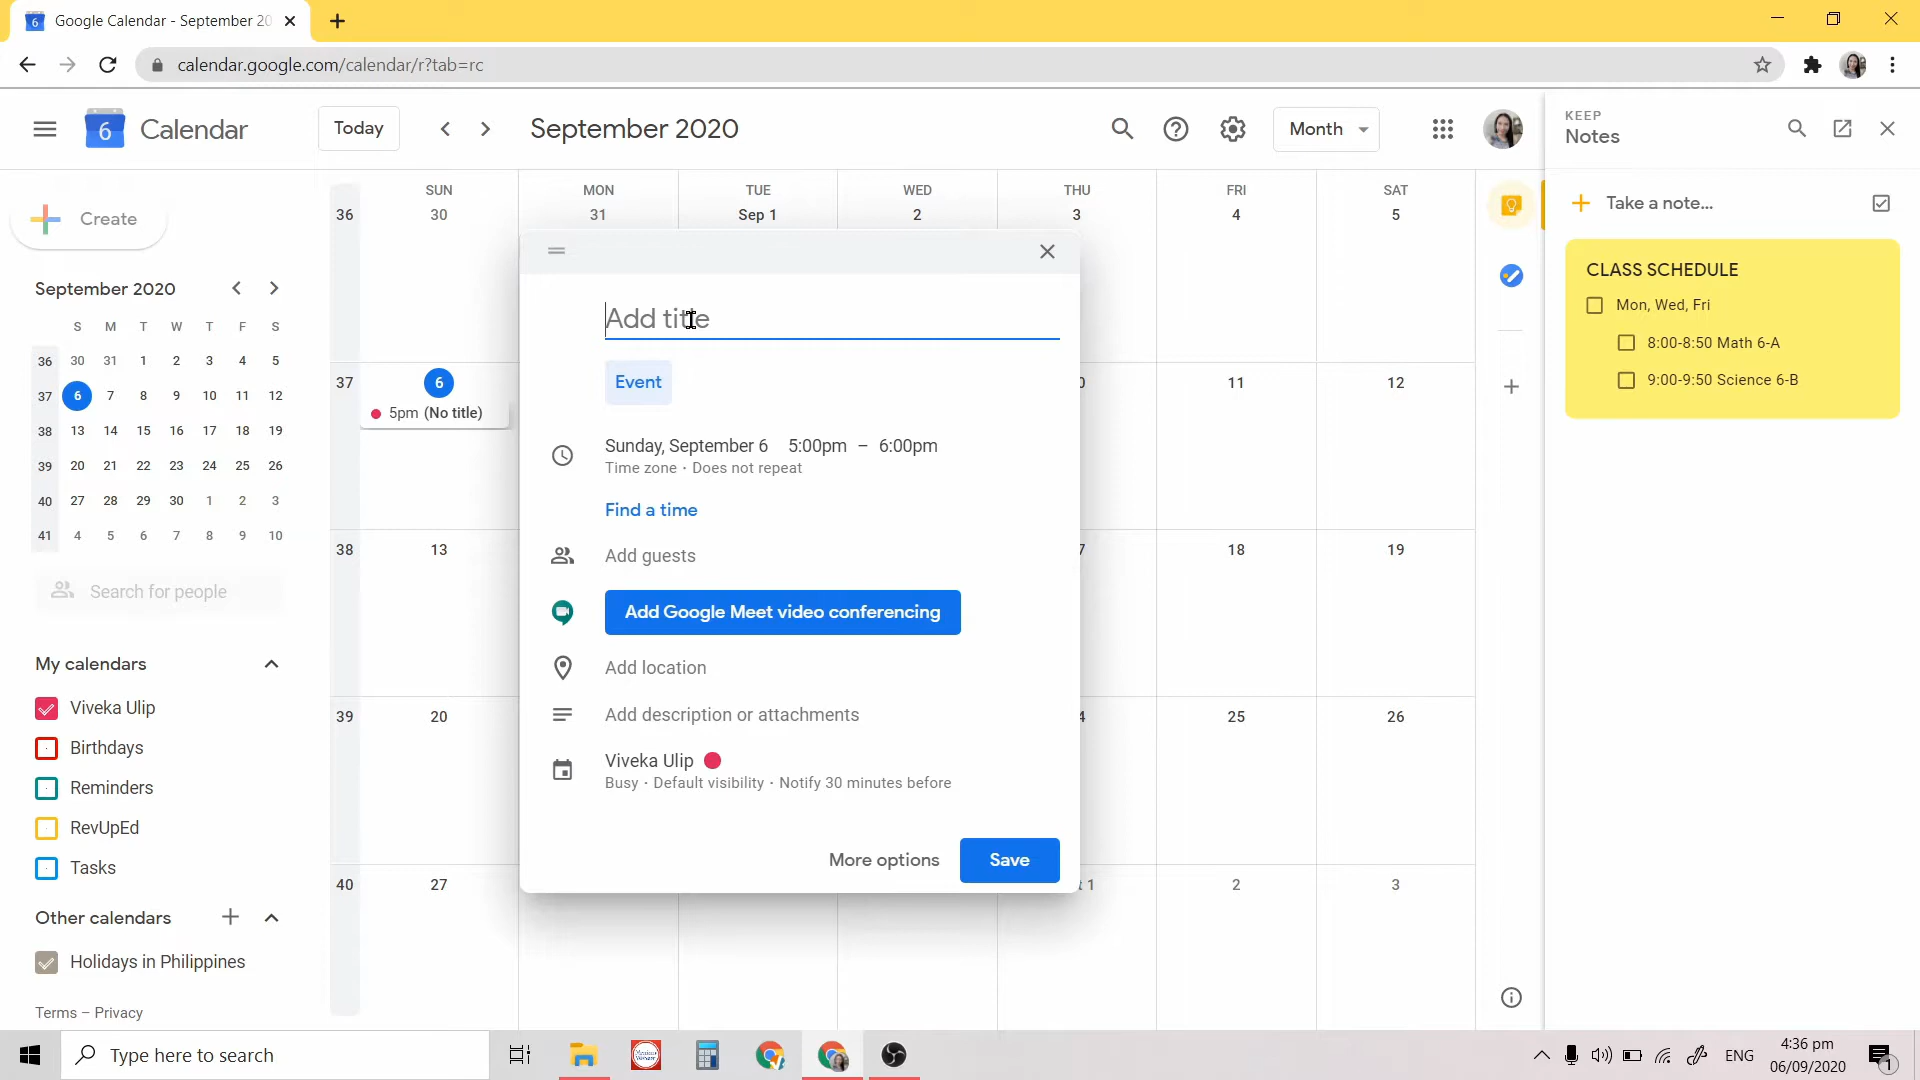 Google Calendar - September 20
calendar.google.com/calendar/r?tab=rc
6
Calendar
Today
September 2020
Month
KEEP
Notes
Create
Take a note...
September 2020
S M T W T F S
36 30 31 1 2 3 4 5
37 6 7 8 9 10 11 12
38 13 14 15 16 17 18 19
39 20 21 22 23 24 25 26
40 27 28 29 30 1 2 3
41 4 5 6 7 8 9 10
Search for people
My calendars
Viveka Ulip
Birthdays
Reminders
RevUpEd
Tasks
Other calendars
Holidays in Philippines
Terms – Privacy
SUN MON TUE WED THU FRI SAT
36 30 31 Sep 1 2 3 4 5
37 6 0 11 12
5pm (No title)
38 13 7 18 19
39 20 4 25 26
40 27 t 1 2 3
Add title
Event
Sunday, September 6 5:00pm – 6:00pm
Time zone · Does not repeat
Find a time
Add guests
Add Google Meet video conferencing
Add location
Add description or attachments
Viveka Ulip
Busy · Default visibility · Notify 30 minutes before
More options
Save
CLASS SCHEDULE
Mon, Wed, Fri
8:00-8:50 Math 6-A
9:00-9:50 Science 6-B
Type here to search
ENG
4:36 pm
06/09/2020
1